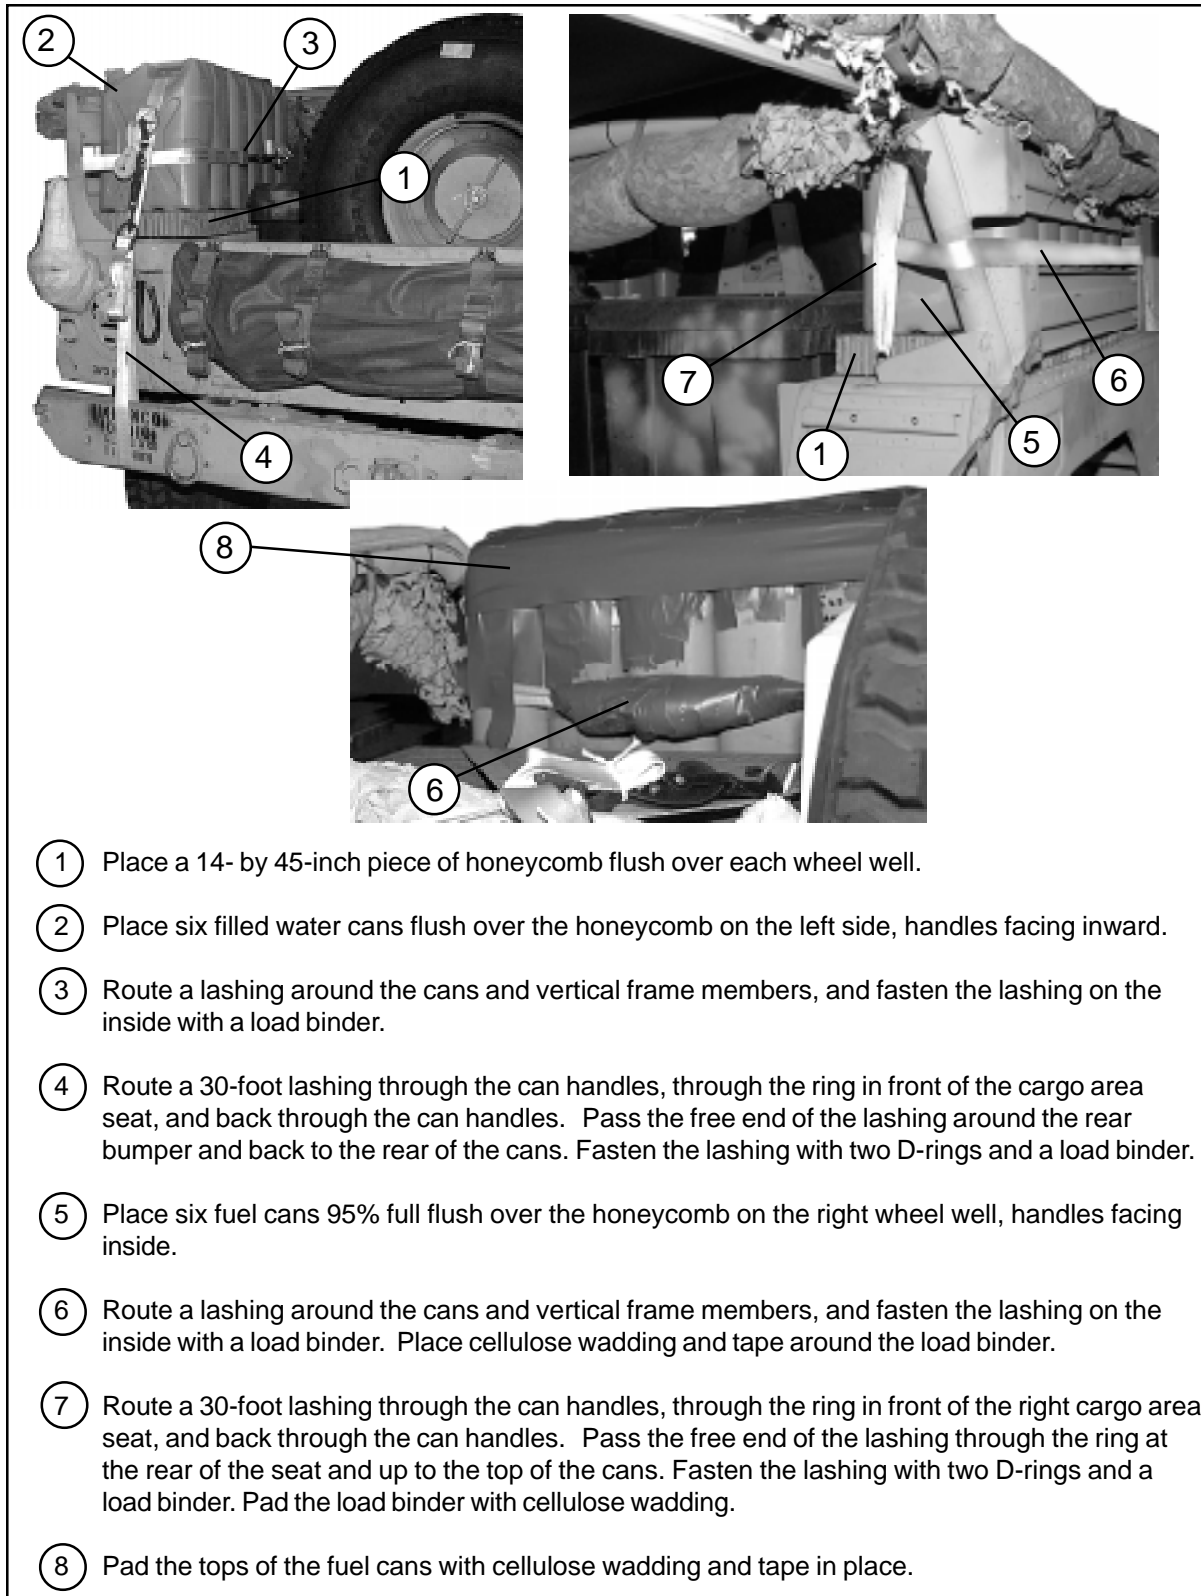 2
3
1
4
7
6
1
5
8
6
1 Place a 14- by 45-inch piece of honeycomb flush over each wheel well.
2 Place six filled water cans flush over the honeycomb on the left side, handles facing inward.
3 Route a lashing around the cans and vertical frame members, and fasten the lashing on the
inside with a load binder.
4 Route a 30-foot lashing through the can handles, through the ring in front of the cargo area
seat, and back through the can handles. Pass the free end of the lashing around the rear
bumper and back to the rear of the cans. Fasten the lashing with two D-rings and a load binder.
5 Place six fuel cans 95% full flush over the honeycomb on the right wheel well, handles facing
inside.
6 Route a lashing around the cans and vertical frame members, and fasten the lashing on the
inside with a load binder. Place cellulose wadding and tape around the load binder.
7 Route a 30-foot lashing through the can handles, through the ring in front of the right cargo area
seat, and back through the can handles. Pass the free end of the lashing through the ring at
the rear of the seat and up to the top of the cans. Fasten the lashing with two D-rings and a
load binder. Pad the load binder with cellulose wadding.
8 Pad the tops of the fuel cans with cellulose wadding and tape in place.